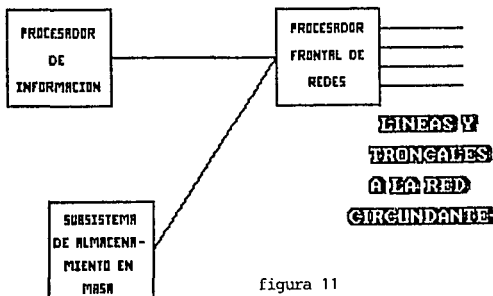 PROCESADOR
DE
INFORMACION
PROCESADOR
FRONTAL DE
REDES
LINEAS Y
TRONCALES
A LA RED
CIRCUNDANTE
SUBSISTEMA
DE ALMACENA-
MIENTO EN
MASA
figura 11